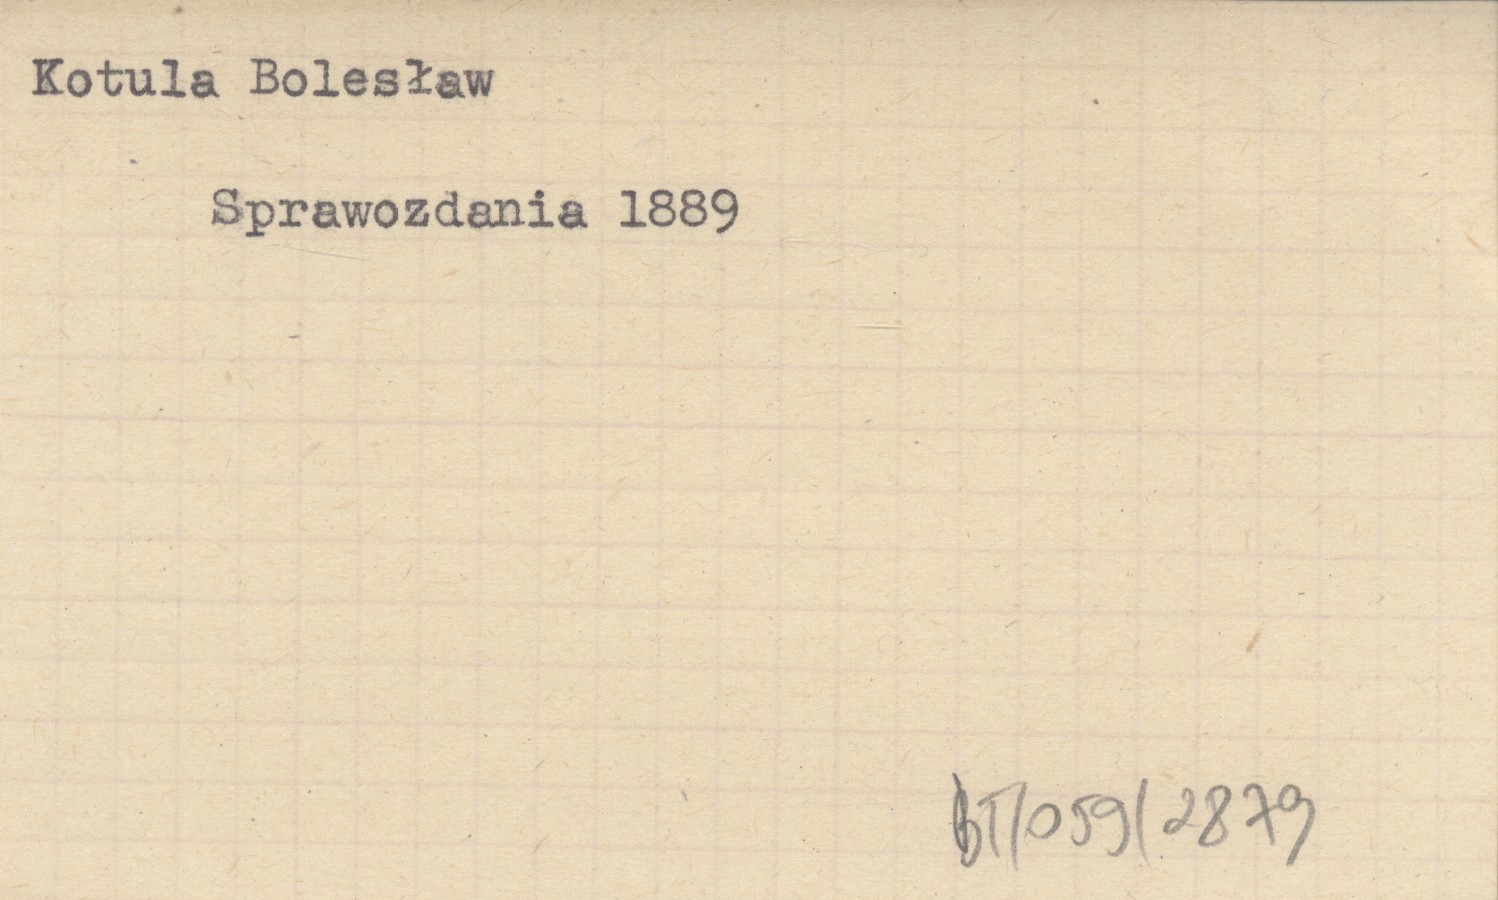 Kotula Bolesław
Sprawozdania 1889
BT/059/2879